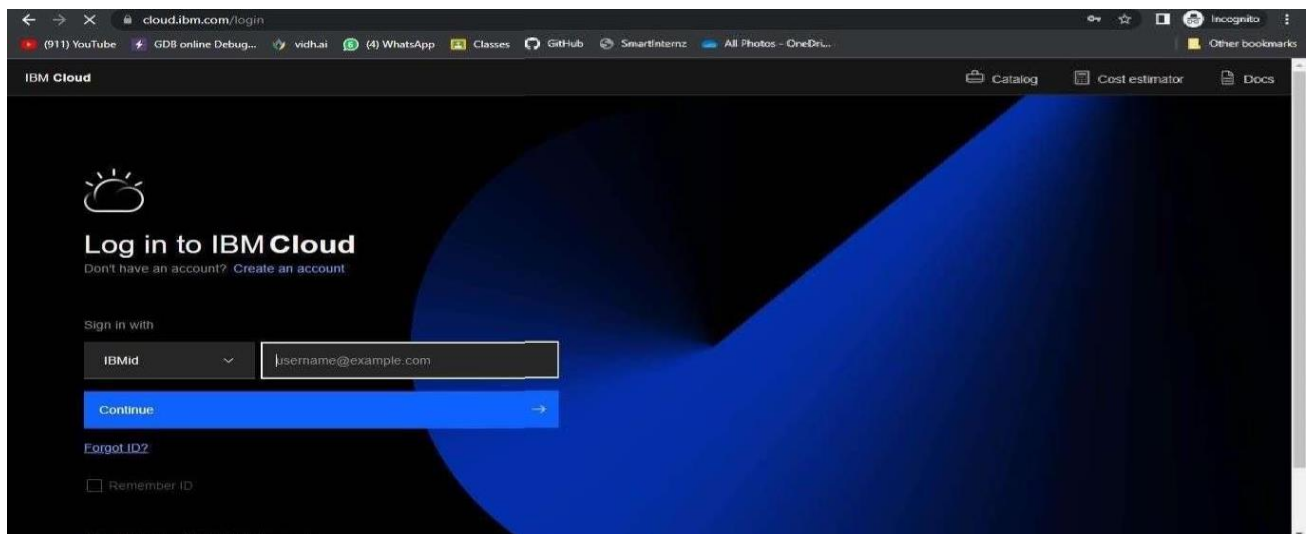 cloud.ibm.com/login
Incognito
(911) YouTube GDB online Debug... vidh.ai (4) WhatsApp Classes GitHub SmartInternz All Photos - OneDri... Other bookmarks
IBM Cloud Catalog Cost estimator Docs
Log in to IBM Cloud
Don't have an account? Create an account
Sign in with
IBMid username@example.com
Continue
Forgot ID?
Remember ID